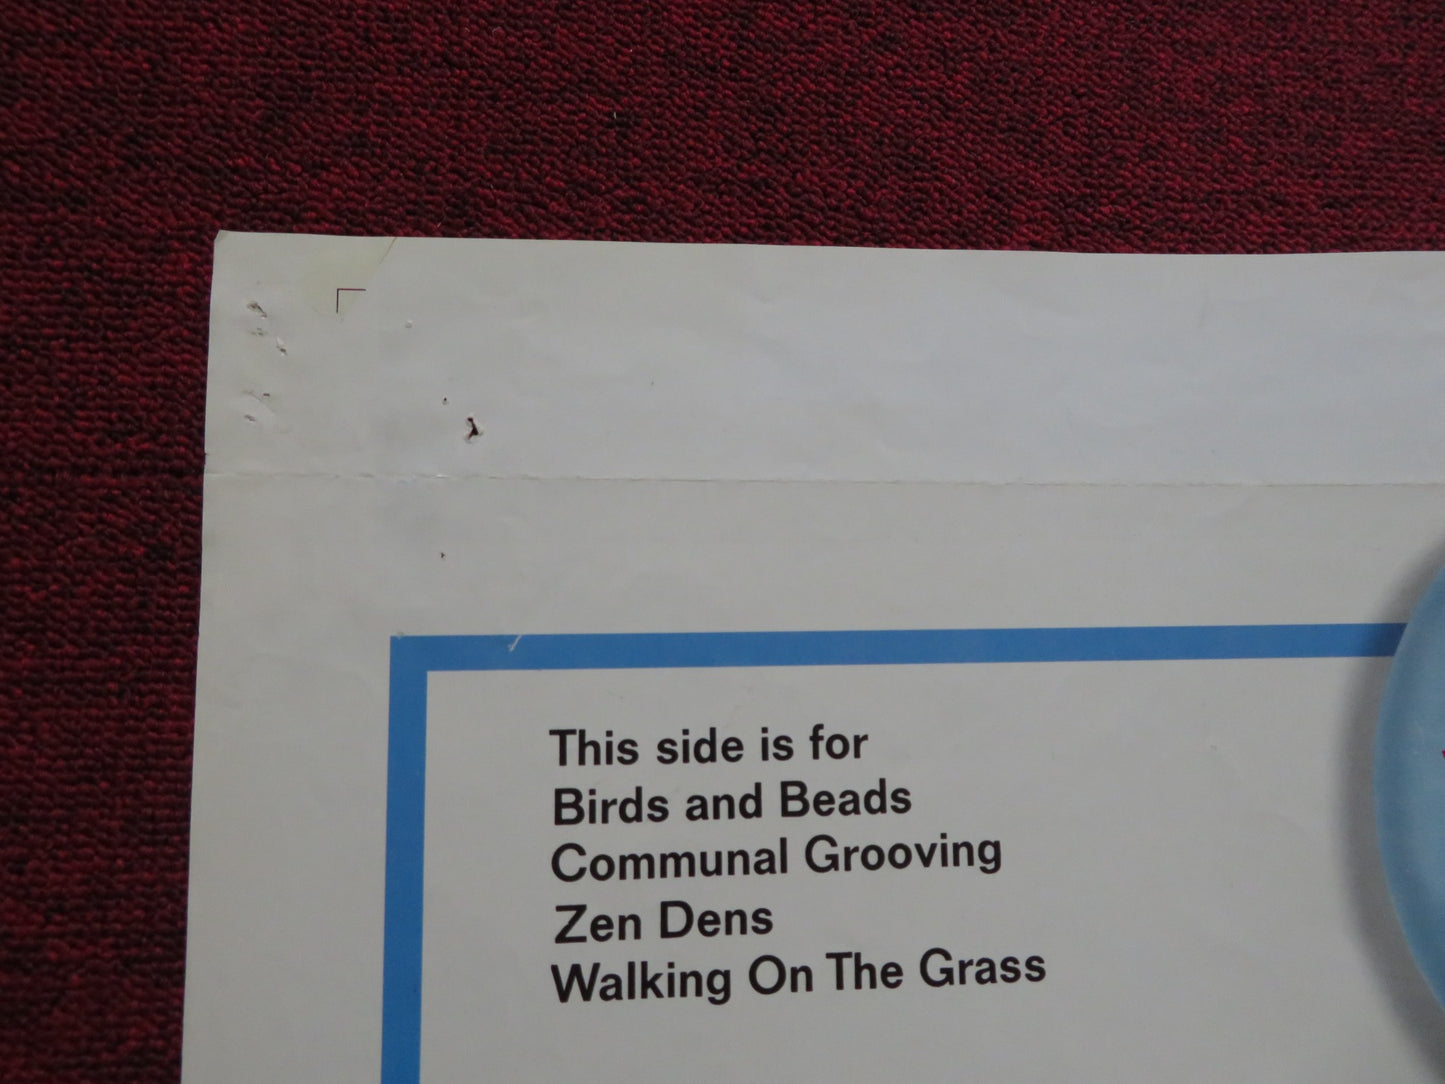 This side is for
Birds and Beads
Communal Grooving
Zen Dens
Walking On The Grass